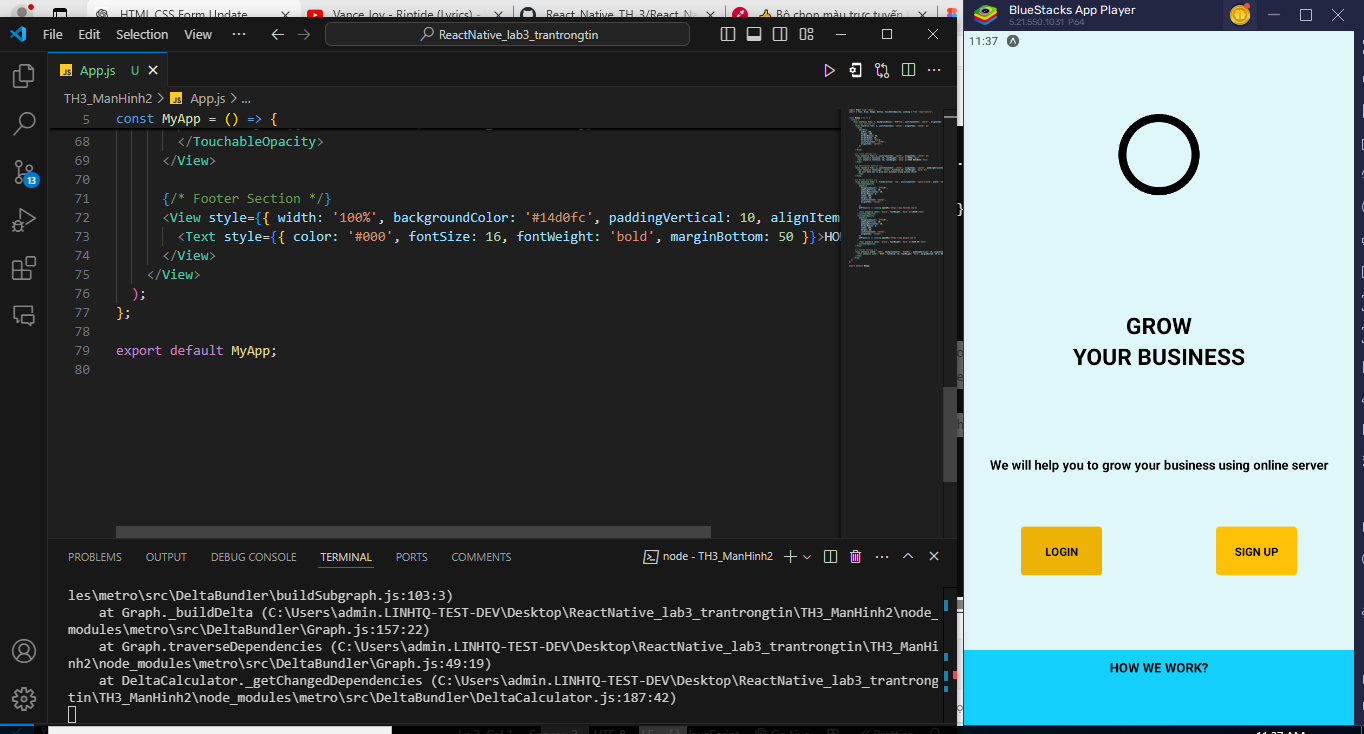 HTML CSS Form Update
Vance Joy - Riptide (Lyrics) -
React_Native_TH_3/React_Na
Bộ chọn màu trực tuyến
File Edit Selection View ···
ReactNative_lab3_trantrongtin
App.js U
TH3_ManHinh2 > App.js > ...
5 const MyApp = () => {
68 </TouchableOpacity>
69 </View>
70
71 {/* Footer Section */}
72 <View style={{ width: '100%', backgroundColor: '#14d0fc', paddingVertical: 10, alignItem
73 <Text style={{ color: '#000', fontSize: 16, fontWeight: 'bold', marginBottom: 50 }}>HO
74 </View>
75 </View>
76 );
77 };
78
79 export default MyApp;
80
PROBLEMS OUTPUT DEBUG CONSOLE TERMINAL PORTS COMMENTS node - TH3_ManHinh2
les\metro\src\DeltaBundler\buildSubgraph.js:103:3)
at Graph._buildDelta (C:\Users\admin.LINHTQ-TEST-DEV\Desktop\ReactNative_lab3_trantrongtin\TH3_ManHinh2\node_
modules\metro\src\DeltaBundler\Graph.js:157:22)
at Graph.traverseDependencies (C:\Users\admin.LINHTQ-TEST-DEV\Desktop\ReactNative_lab3_trantrongtin\TH3_ManHi
nh2\node_modules\metro\src\DeltaBundler\Graph.js:49:19)
at DeltaCalculator._getChangedDependencies (C:\Users\admin.LINHTQ-TEST-DEV\Desktop\ReactNative_lab3_trantrong
tin\TH3_ManHinh2\node_modules\metro\src\DeltaBundler\DeltaCalculator.js:187:42)
13
BlueStacks App Player
5.21.550.1031 P64
11:37
GROW
YOUR BUSINESS
We will help you to grow your business using online server
LOGIN
SIGN UP
HOW WE WORK?